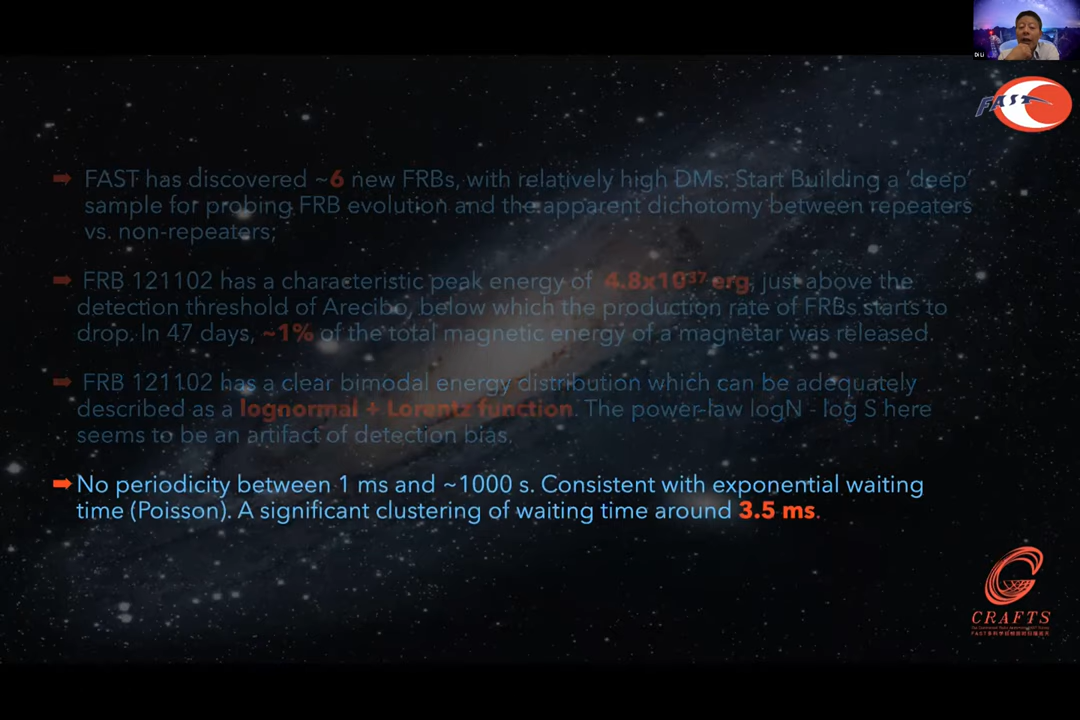 Di Li
FAST
FAST has discovered ~6 new FRBs, with relatively high DMs. Start Building a 'deep'
sample for probing FRB evolution and the apparent dichotomy between repeaters
vs. non-repeaters;
FRB 121102 has a characteristic peak energy of 4.8x10³⁷ erg, just above the
detection threshold of Arecibo, below which the production rate of FRBs starts to
drop. In 47 days, ~1% of the total magnetic energy of a magnetar was released.
FRB 121102 has a clear bimodal energy distribution which can be adequately
described as a lognormal + Lorentz function. The power-law logN - log S here
seems to be an artifact of detection bias.
No periodicity between 1 ms and ~1000 s. Consistent with exponential waiting
time (Poisson). A significant clustering of waiting time around 3.5 ms.
CRAFTS